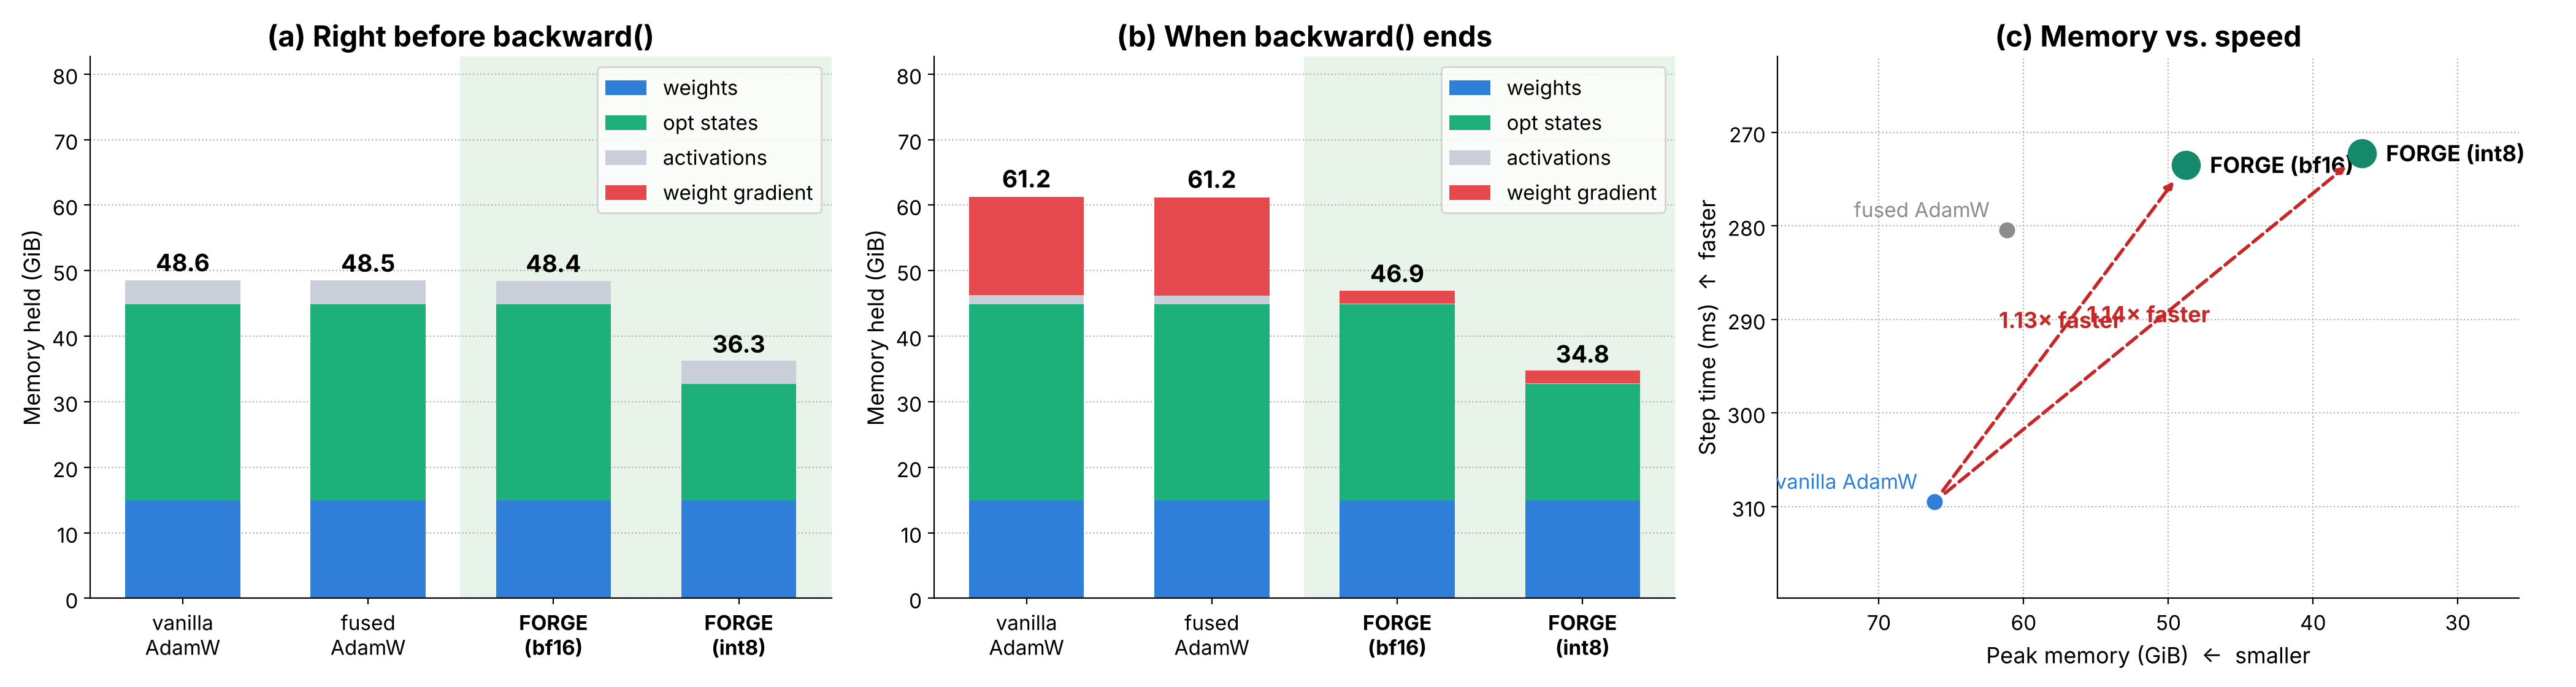 (a) Right before backward()
Memory held (GiB)
80
70
60
50
40
30
20
10
0
weights
opt states
activations
weight gradient
48.6
48.5
48.4
36.3
vanilla
AdamW
fused
AdamW
FORGE
(bf16)
FORGE
(int8)
(b) When backward() ends
Memory held (GiB)
80
70
60
50
40
30
20
10
0
weights
opt states
activations
weight gradient
61.2
61.2
46.9
34.8
vanilla
AdamW
fused
AdamW
FORGE
(bf16)
FORGE
(int8)
(c) Memory vs. speed
Step time (ms) ↑ faster
270
280
290
300
310
FORGE (bf16)
FORGE (int8)
fused AdamW
1.13× faster
1.14× faster
vanilla AdamW
70
60
50
40
30
Peak memory (GiB) ← smaller